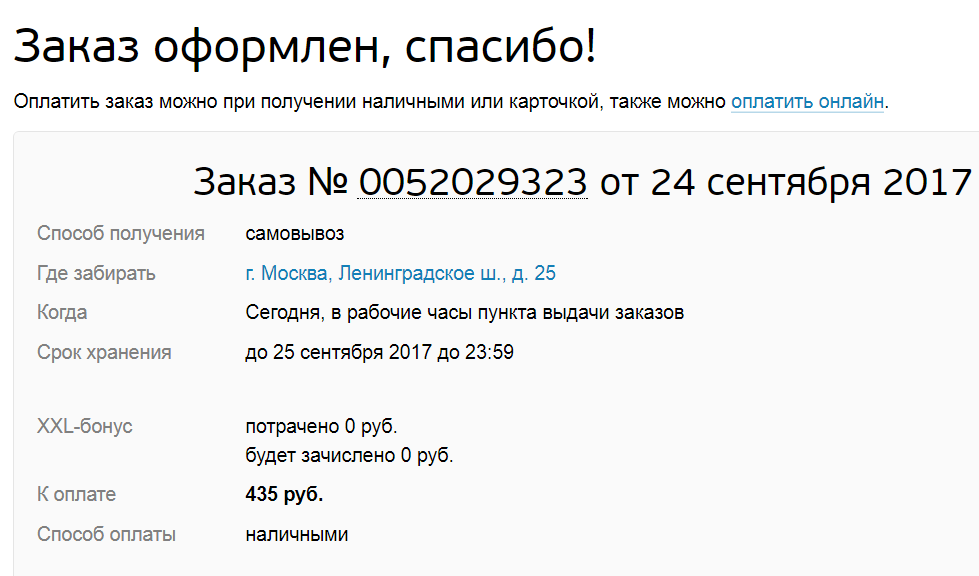 Заказ оформлен, спасибо!
Оплатить заказ можно при получении наличными или карточкой, также можно оплатить онлайн.
Заказ № 0052029323 от 24 сентября 2017
Способ получения самовывоз
Где забирать г. Москва, Ленинградское ш., д. 25
Когда Сегодня, в рабочие часы пункта выдачи заказов
Срок хранения до 25 сентября 2017 до 23:59
XXL-бонус потрачено 0 руб.
будет зачислено 0 руб.
К оплате 435 руб.
Способ оплаты наличными